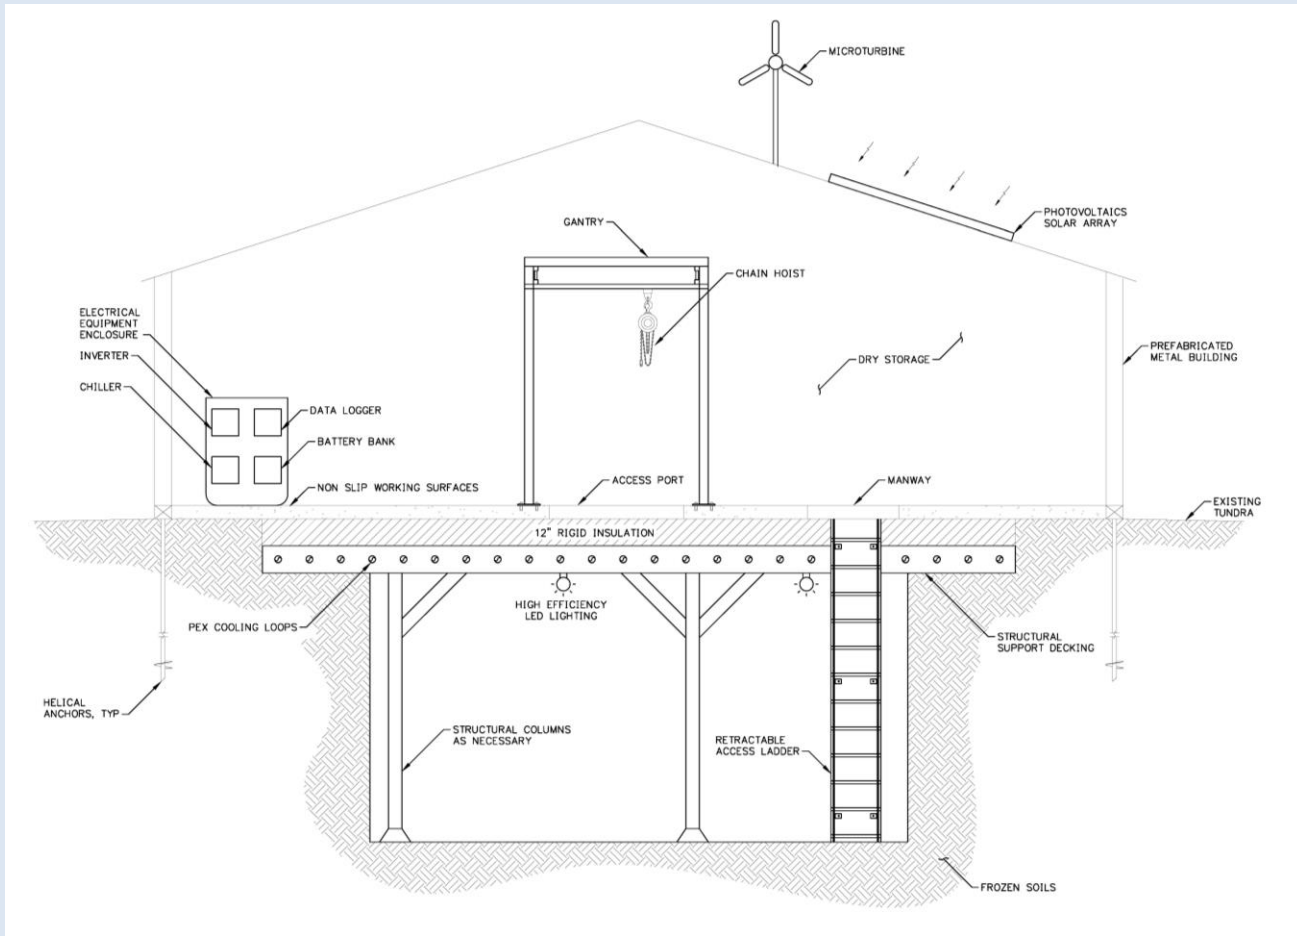 MICROTURBINE
PHOTOVOLTAICS
SOLAR ARRAY
GANTRY
CHAIN HOIST
ELECTRICAL
EQUIPMENT
ENCLOSURE
INVERTER
CHILLER
DATA LOGGER
BATTERY BANK
NON SLIP WORKING SURFACES
DRY STORAGE
PREFABRICATED
METAL BUILDING
ACCESS PORT
MANWAY
EXISTING
TUNDRA
12" RIGID INSULATION
PEX COOLING LOOPS
HIGH EFFICIENCY
LED LIGHTING
STRUCTURAL
SUPPORT DECKING
HELICAL
ANCHORS, TYP
STRUCTURAL COLUMNS
AS NECESSARY
RETRACTABLE
ACCESS LADDER
FROZEN SOILS